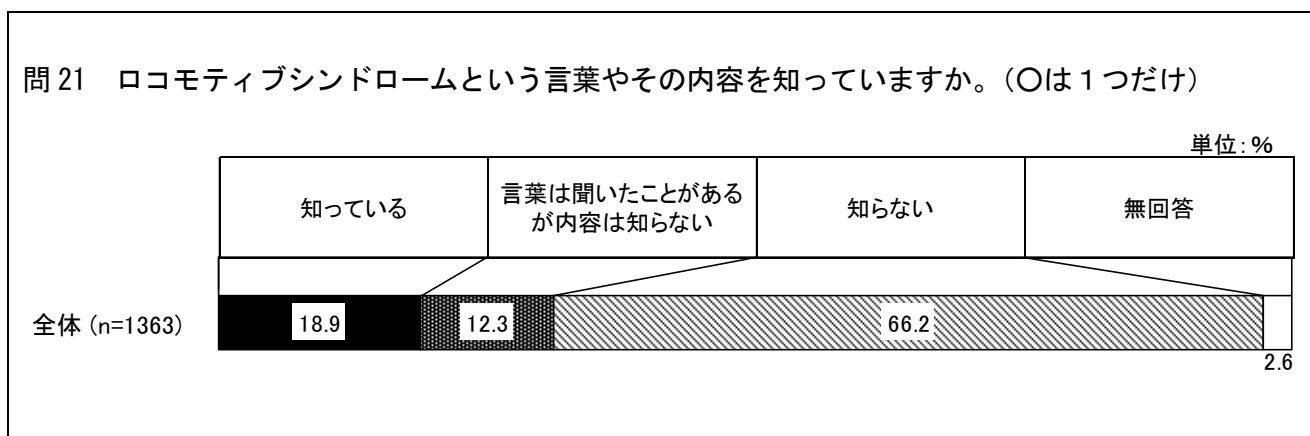 問21　ロコモティブシンドロームという言葉やその内容を知っていますか。（〇は１つだけ）
単位：％
知っている
言葉は聞いたことがある
が内容は知らない
知らない
無回答
全体（n=1363）
18.9
12.3
66.2
2.6